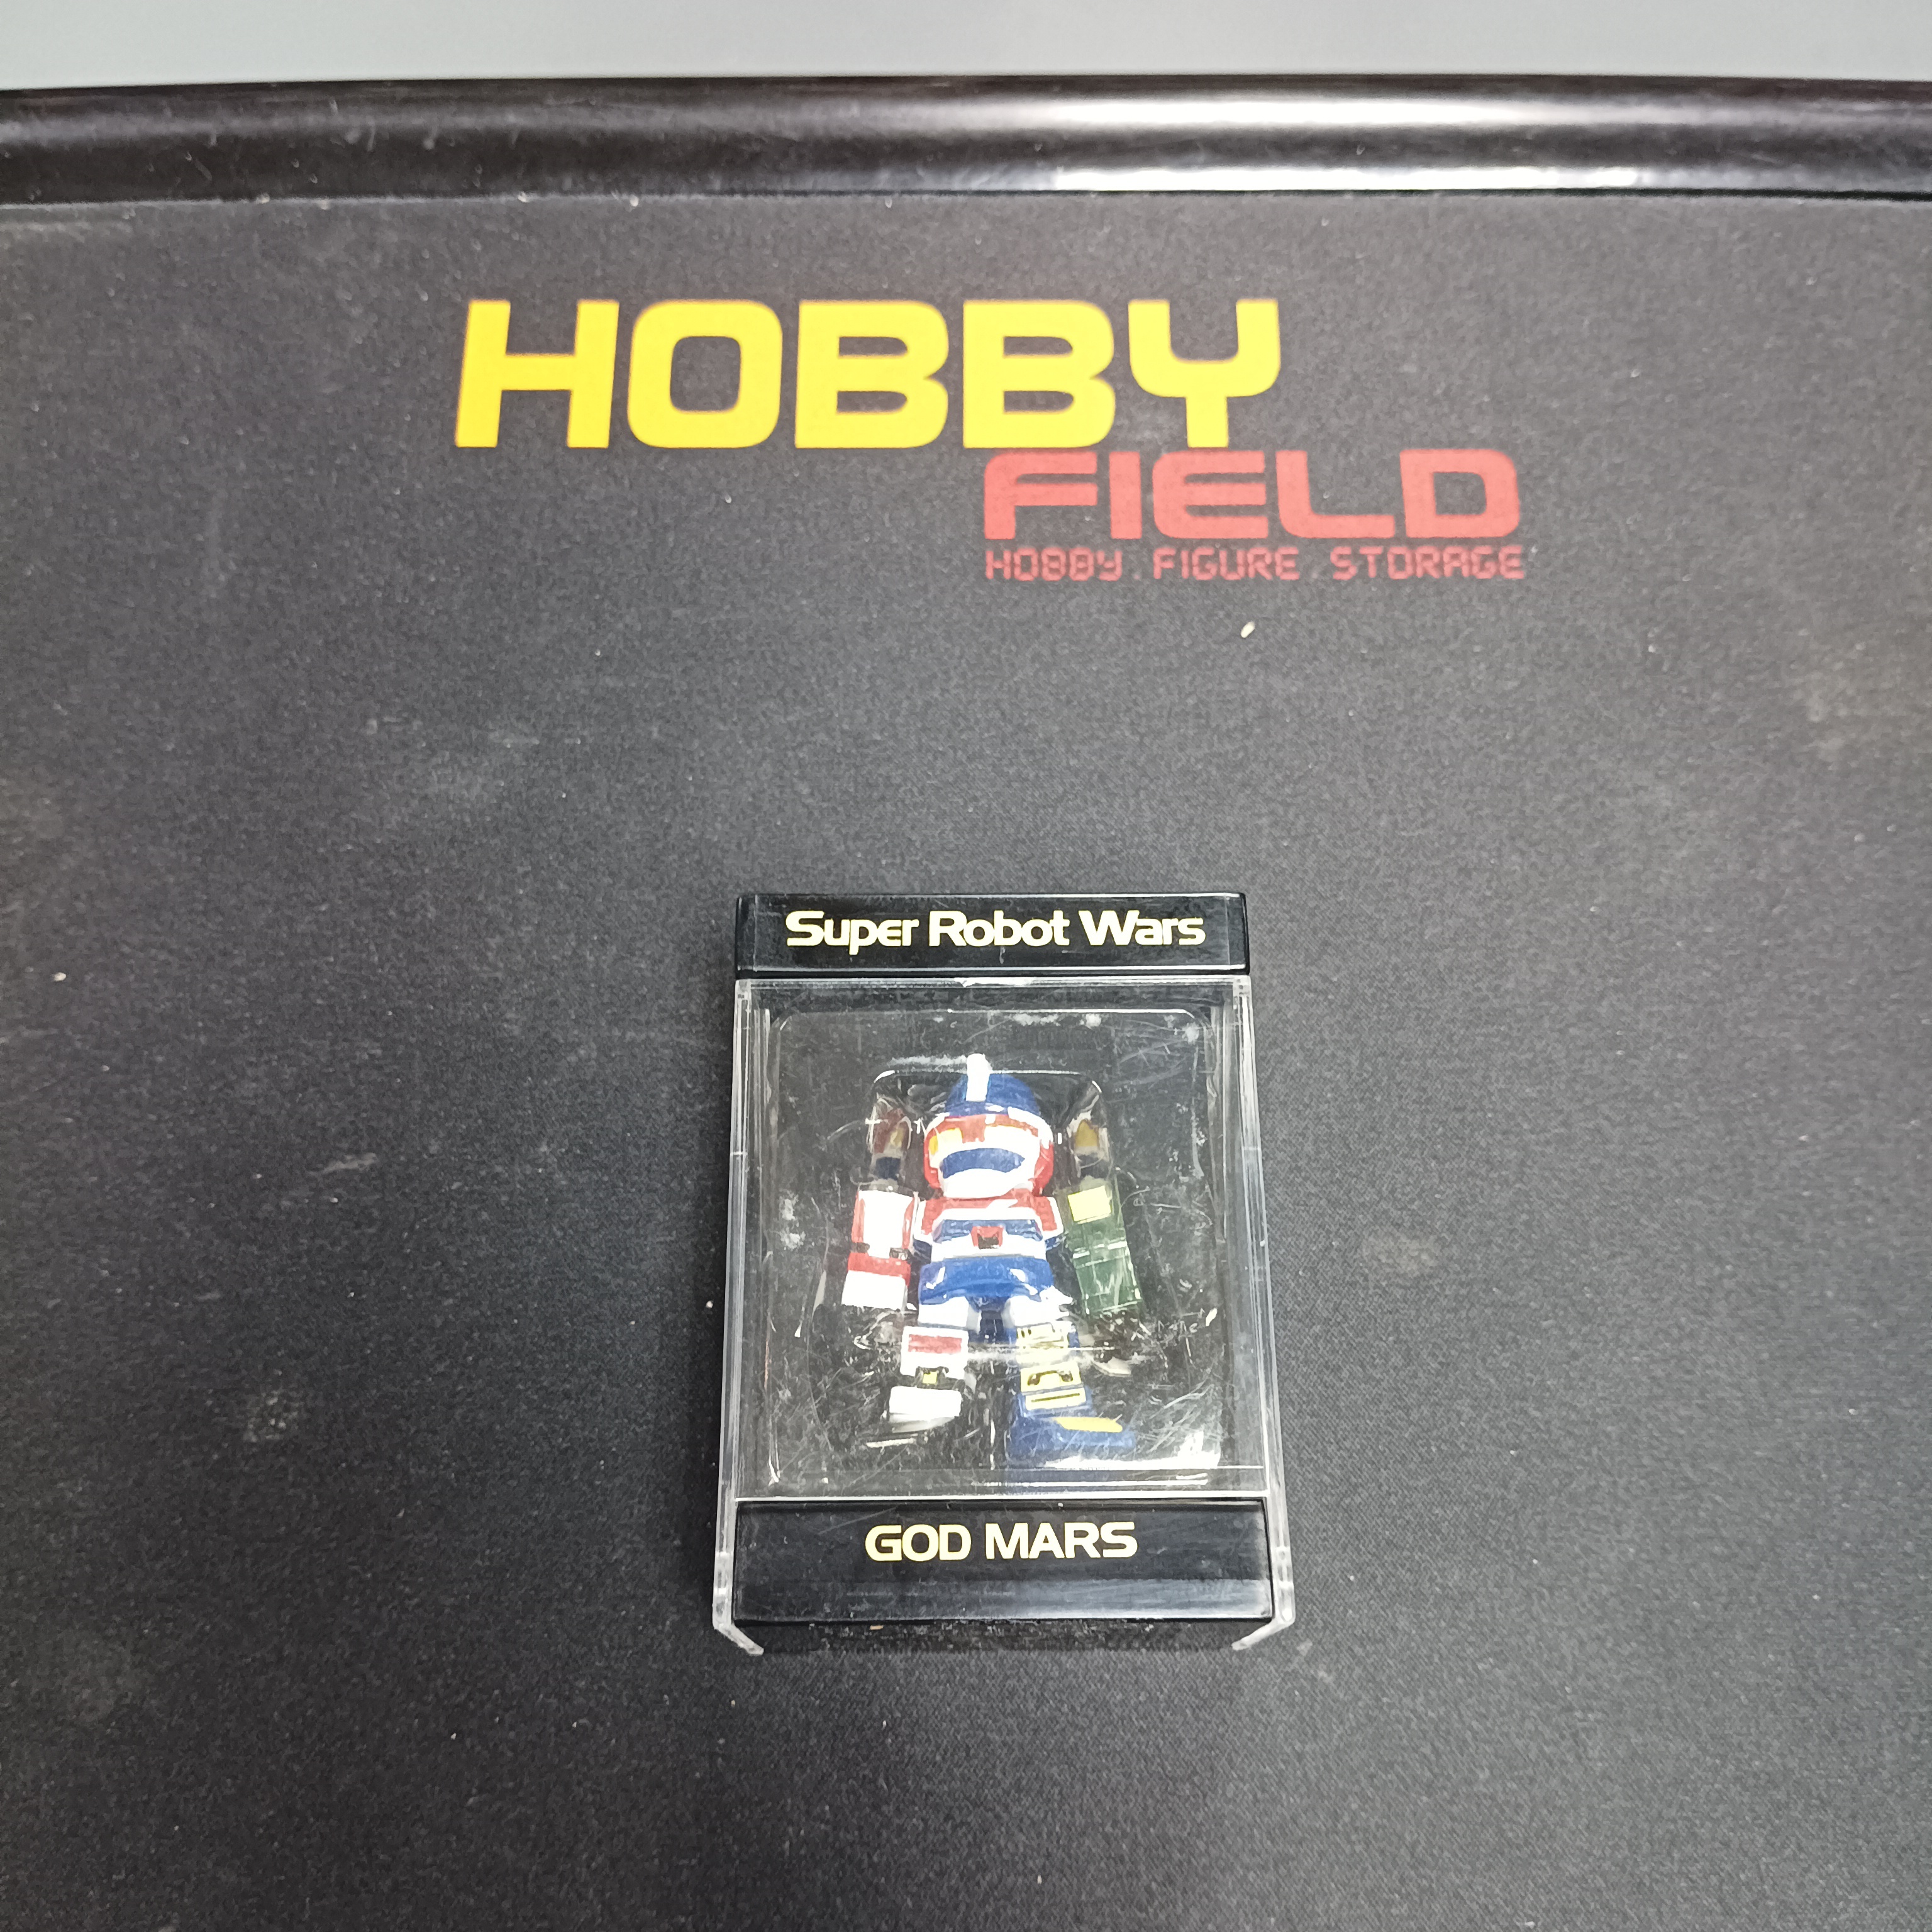 HOBBY
FIELD
HOBBY . FIGURE . STORAGE
Super Robot Wars
GOD MARS